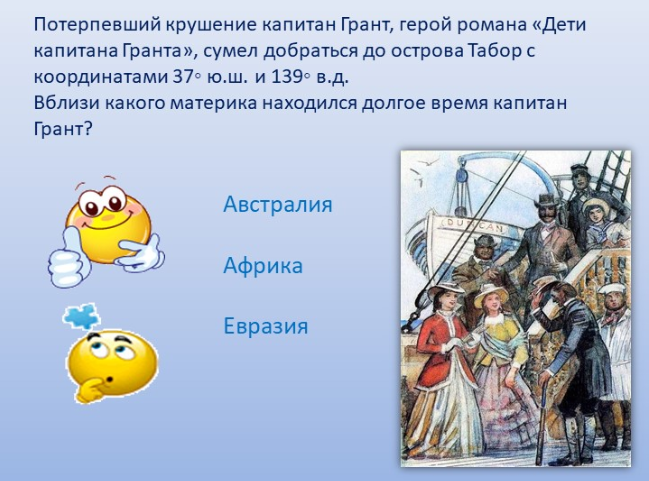 Потерпевший крушение капитан Грант, герой романа «Дети
капитана Гранта», сумел добраться до острова Табор с
координатами 37◦ ю.ш. и 139◦ в.д.
Вблизи какого материка находился долгое время капитан
Грант?
DUNCAN
Австралия
Африка
Евразия